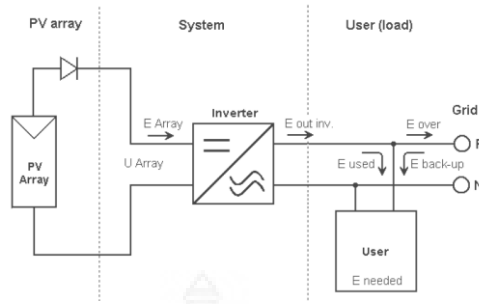 PV array
System
User (load)
E Array
Inverter
E out inv.
E over
Grid
PV
Array
U Array
E used
E back-up
User
E needed